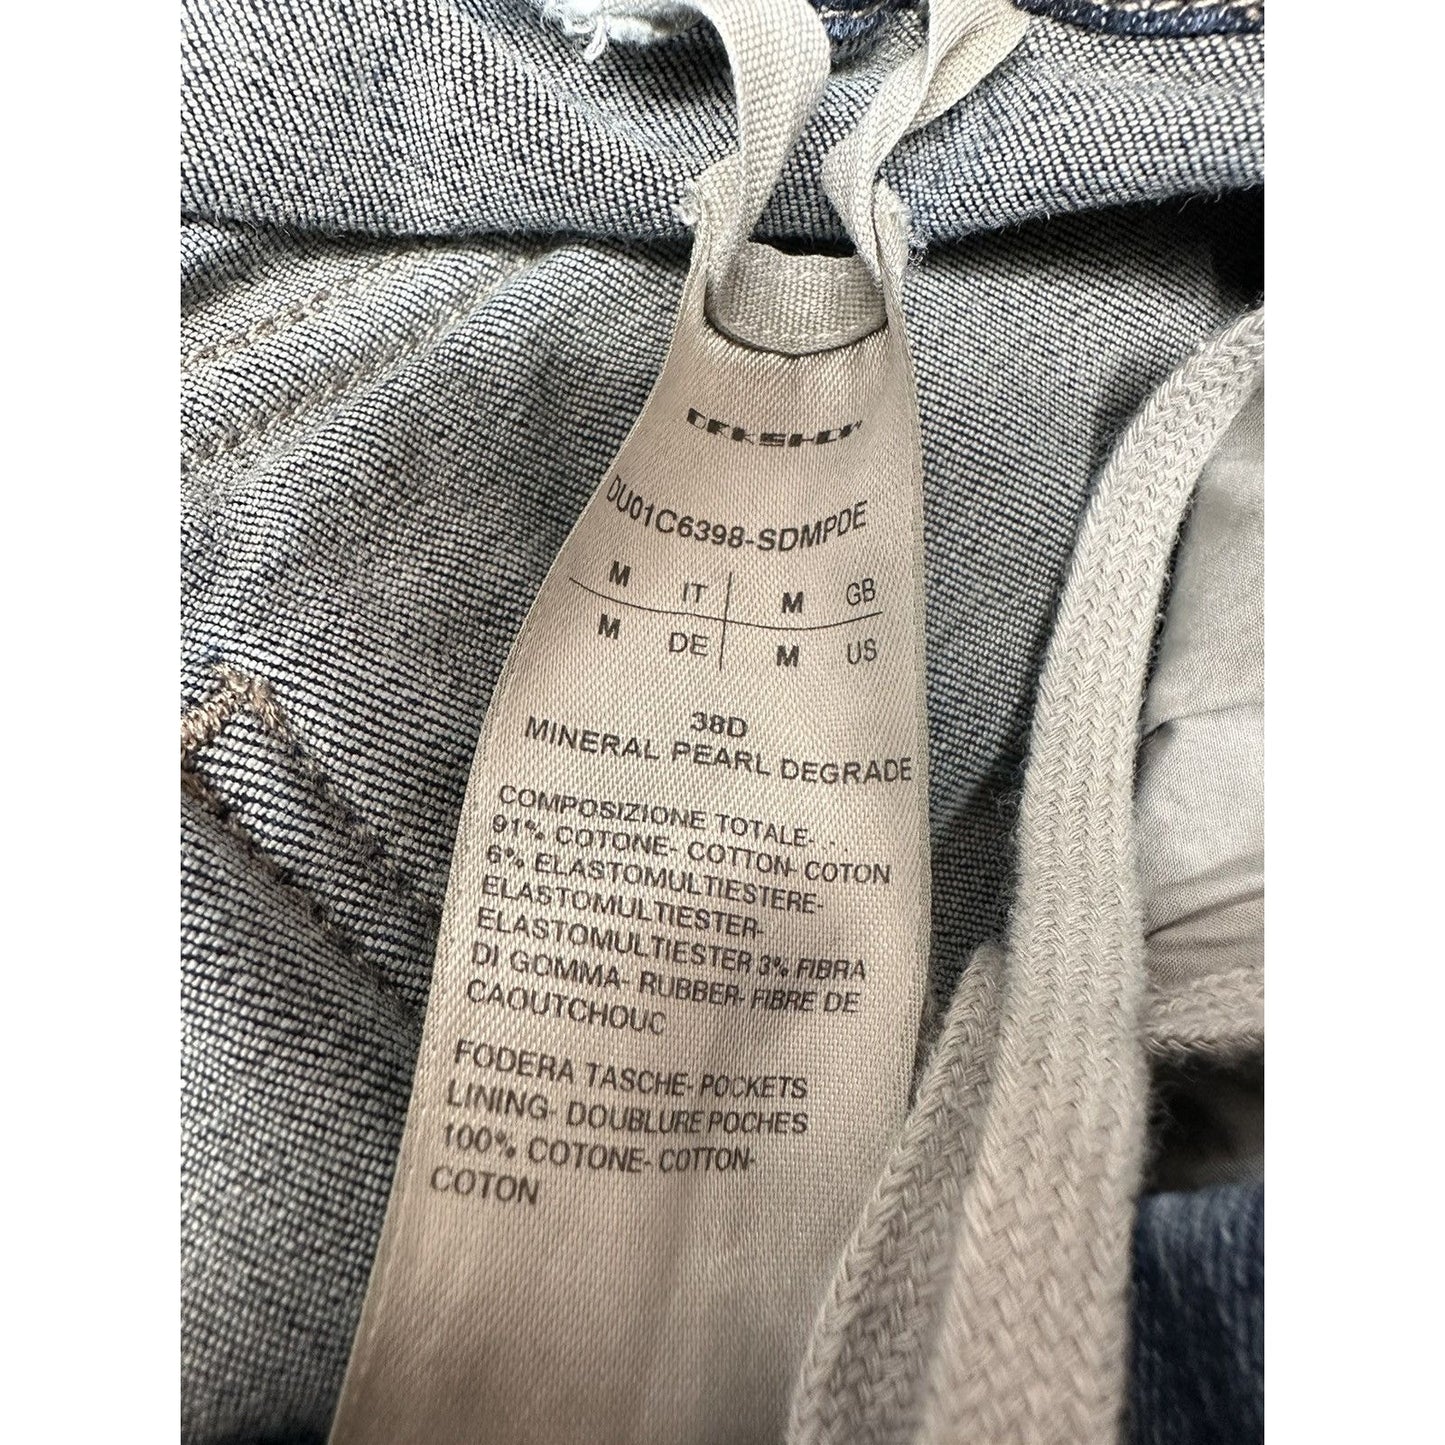 DRKSHDW
DU01C6398-SDMPDE
M IT M GB
M DE M US
38D
MINERAL PEARL DEGRADE
COMPOSIZIONE TOTALE- . .
91% COTONE- COTTON- COTON
6% ELASTOMULTIESTERE-
ELASTOMULTIESTER-
ELASTOMULTIESTER 3% FIBRA
DI GOMMA- RUBBER- FIBRE DE
CAOUTCHOUC
FODERA TASCHE- POCKETS
LINING- DOUBLURE POCHES
100% COTONE- COTTON-
COTON